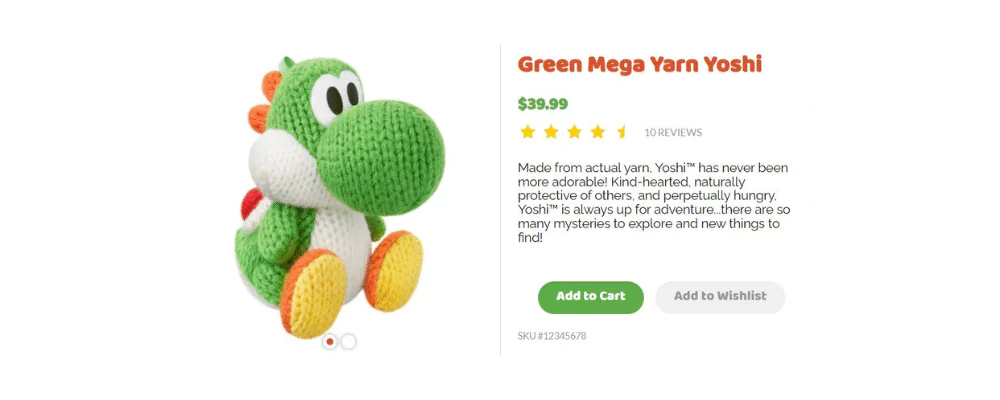 Green Mega Yarn Yoshi
$39.99
10 REVIEWS
Made from actual yarn, Yoshi™ has never been
more adorable! Kind-hearted, naturally
protective of others, and perpetually hungry,
Yoshi™ is always up for adventure...there are so
many mysteries to explore and new things to
find!
Add to Cart
Add to Wishlist
SKU #12345678